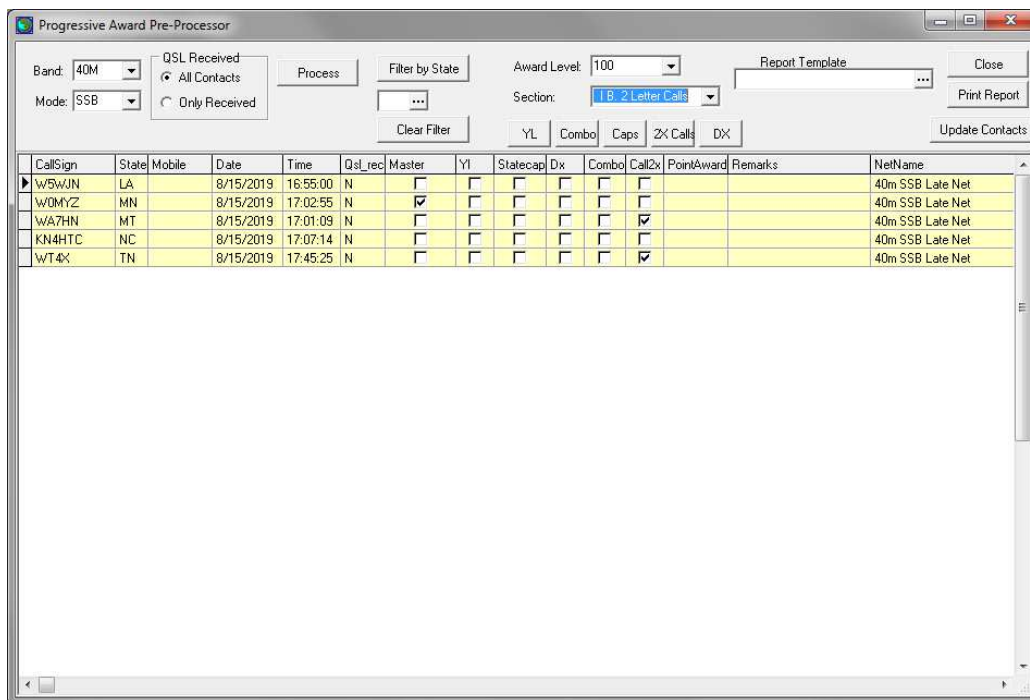 Progressive Award Pre-Processor
Band: 40M
Mode: SSB
QSL Received
All Contacts
Only Received
Process
Filter by State
...
Clear Filter
Award Level: 100
Section: I B. 2 Letter Calls
YL Combo Caps 2X Calls DX
Report Template
...
Close
Print Report
Update Contacts
CallSign State Mobile Date Time Qsl_rec Master Yl Statecap Dx Combo Call2x PointAward Remarks NetName
W5WJN LA 8/15/2019 16:55:00 N 40m SSB Late Net
W0MYZ MN 8/15/2019 17:02:55 N 40m SSB Late Net
WA7HN MT 8/15/2019 17:01:09 N 40m SSB Late Net
KN4HTC NC 8/15/2019 17:07:14 N 40m SSB Late Net
WT4X TN 8/15/2019 17:45:25 N 40m SSB Late Net